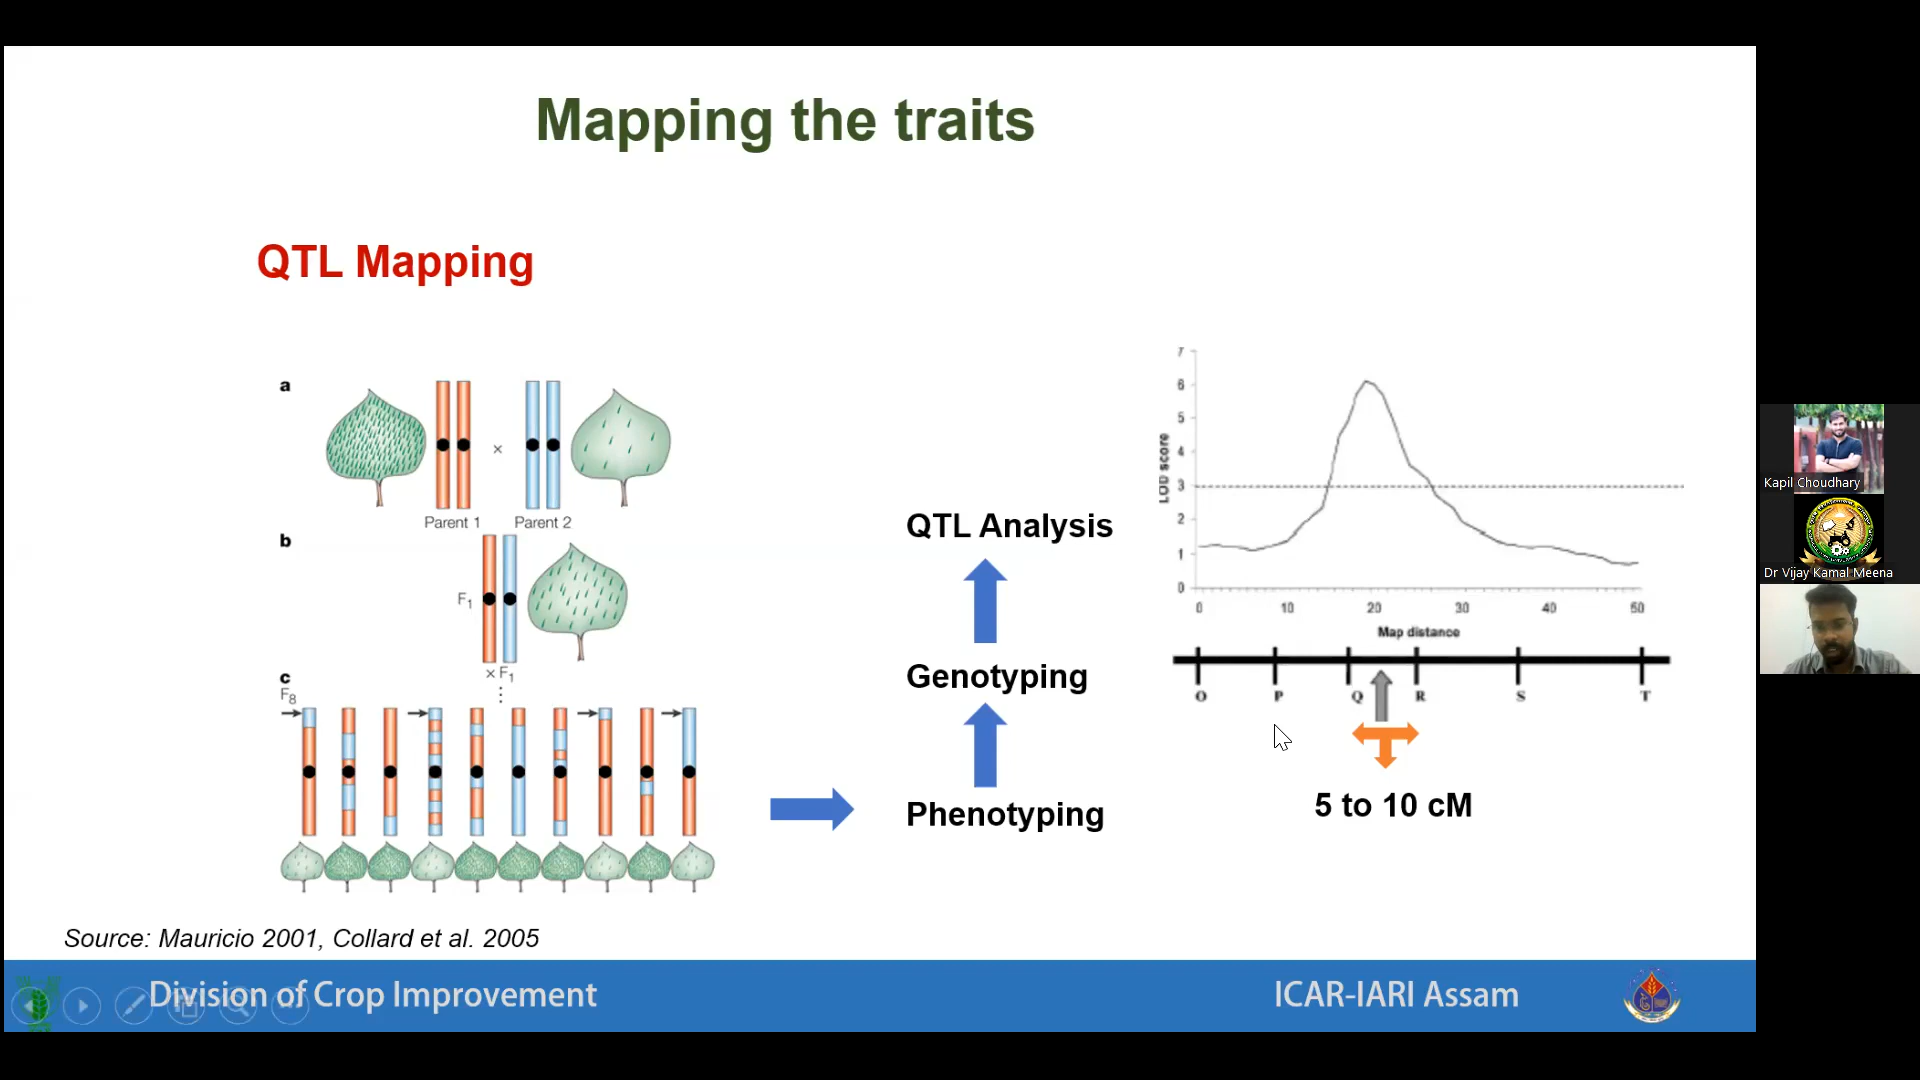 Mapping the traits
QTL Mapping
a
×
Parent 1
Parent 2
b
F1
× F1
c
F8
QTL Analysis
Genotyping
Phenotyping
LOD score
7
6
5
4
3
2
1
0
0 10 20 30 40 50
Map distance
O P Q R S T
5 to 10 cM
Source: Mauricio 2001, Collard et al. 2005
Division of Crop Improvement
ICAR-IARI Assam
Kapil Choudhary
Dr Vijay Kamal Meena